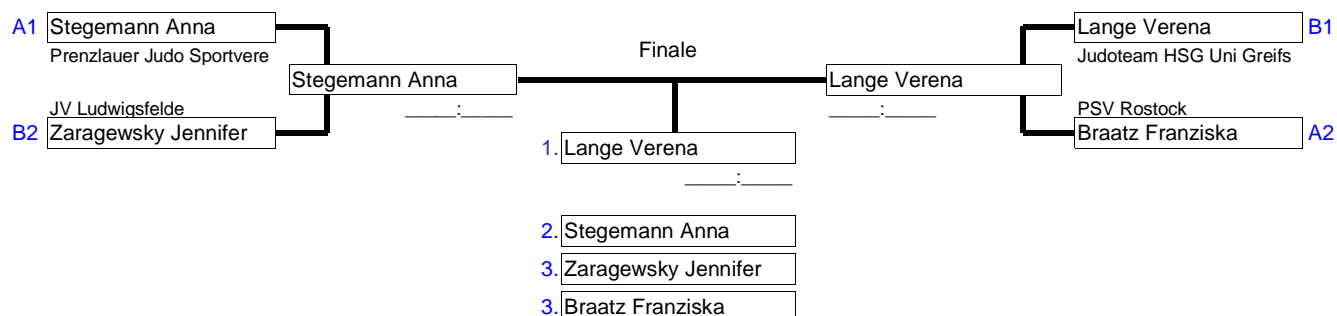 A1 Stegemann Anna
Prenzlauer Judo Sportvere
Stegemann Anna
_____:_____
JV Ludwigsfelde
B2 Zaragewsky Jennifer
Finale
Lange Verena B1
Judoteam HSG Uni Greifs
Lange Verena
_____:_____
PSV Rostock
Braatz Franziska A2
1. Lange Verena
_____:_____
2. Stegemann Anna
3. Zaragewsky Jennifer
3. Braatz Franziska